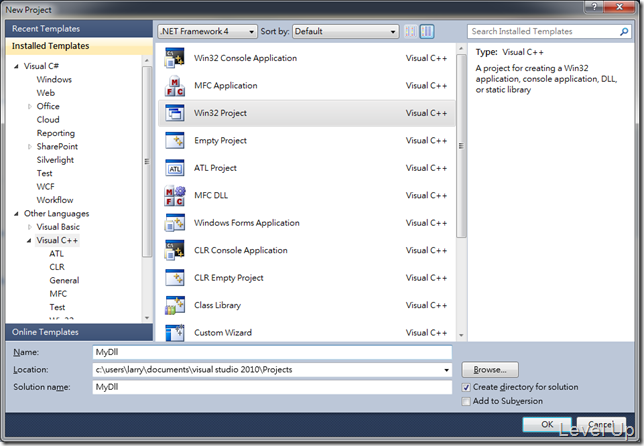 New Project
Recent Templates
Installed Templates
Visual C#
Windows
Web
Office
Cloud
Reporting
SharePoint
Silverlight
Test
WCF
Workflow
Other Languages
Visual Basic
Visual C++
ATL
CLR
General
MFC
Test
Win32
Online Templates
.NET Framework 4
Sort by:
Default
Search Installed Templates
Win32 Console Application
Visual C++
MFC Application
Visual C++
Win32 Project
Visual C++
Empty Project
Visual C++
ATL Project
Visual C++
MFC DLL
Visual C++
Windows Forms Application
Visual C++
CLR Console Application
Visual C++
CLR Empty Project
Visual C++
Class Library
Visual C++
Custom Wizard
Visual C++
Type: Visual C++
A project for creating a Win32
application, console application, DLL,
or static library
Name:
MyDll
Location:
c:\users\larry\documents\visual studio 2010\Projects
Browse...
Solution name:
MyDll
Create directory for solution
Add to Subversion
OK
Cancel
Level Up